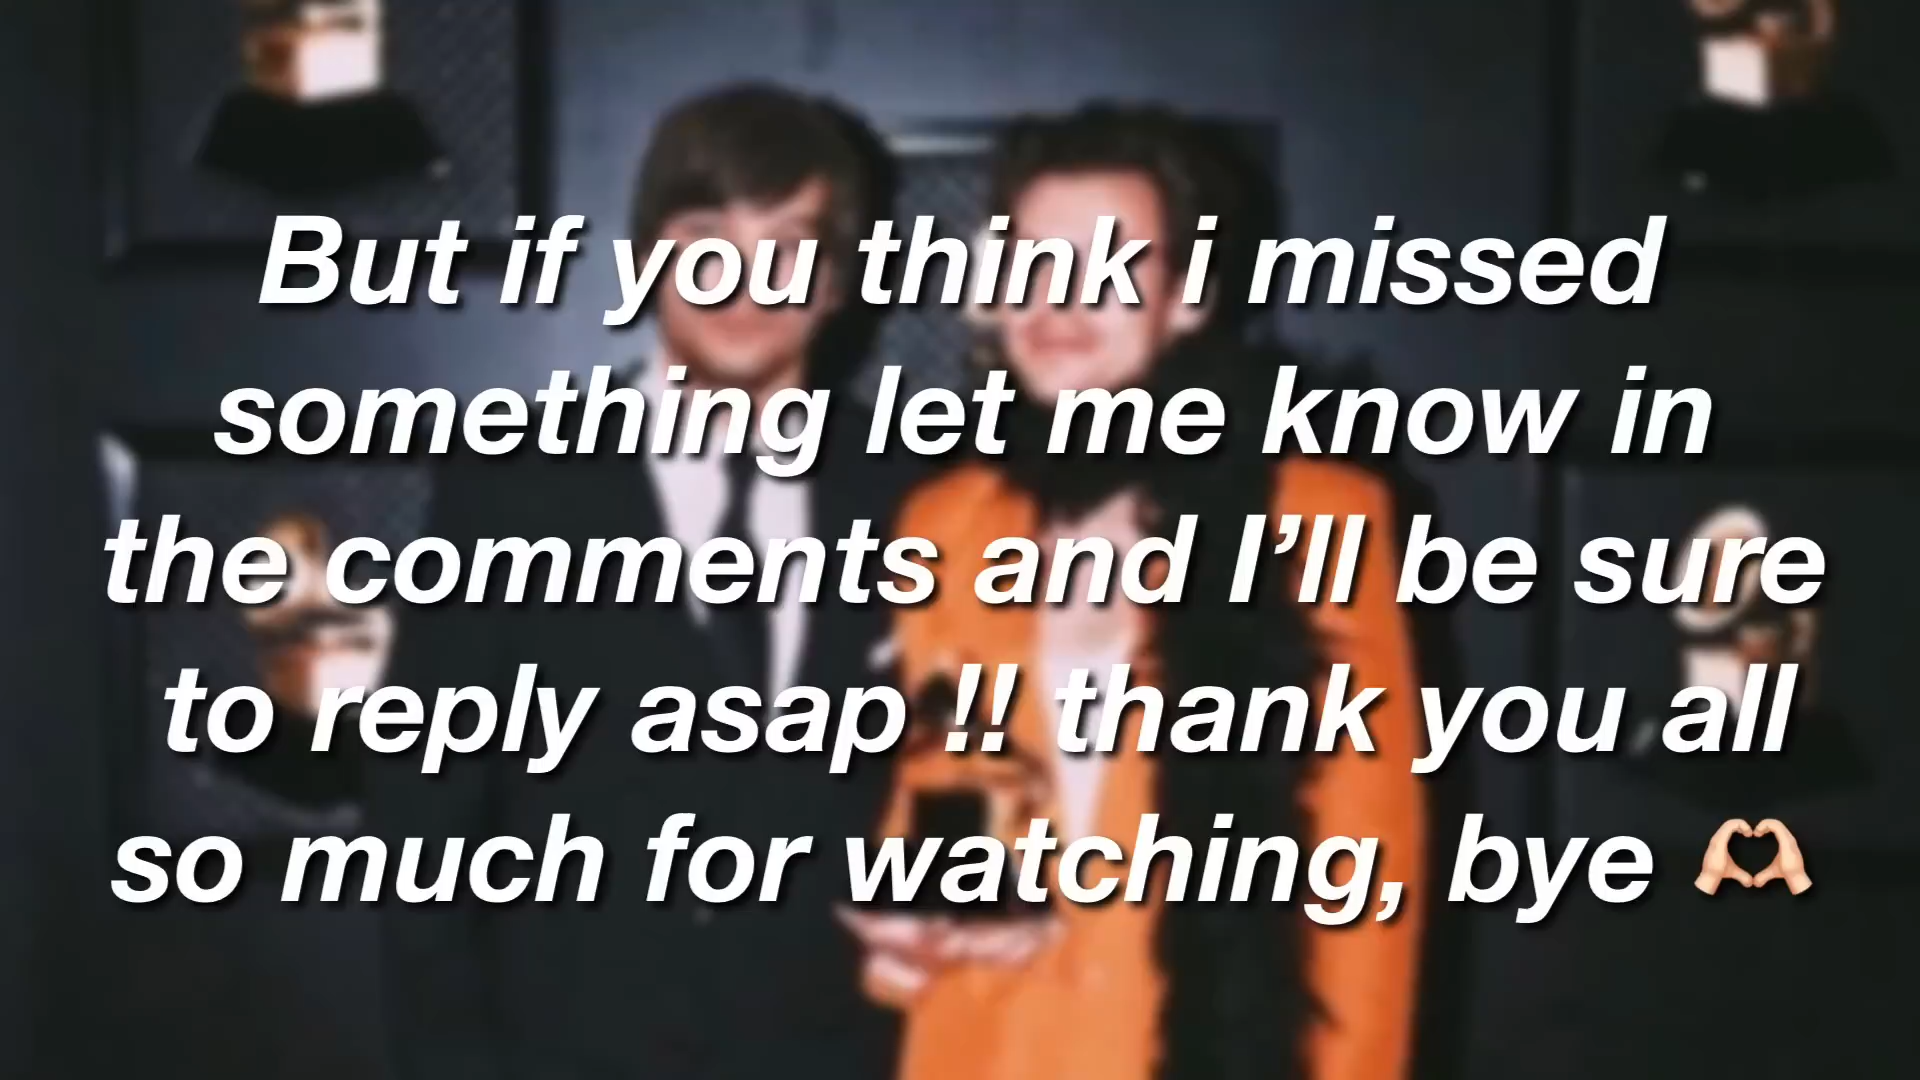 But if you think i missed
something let me know in
the comments and I’ll be sure
to reply asap !! thank you all
so much for watching, bye 🫶🏻